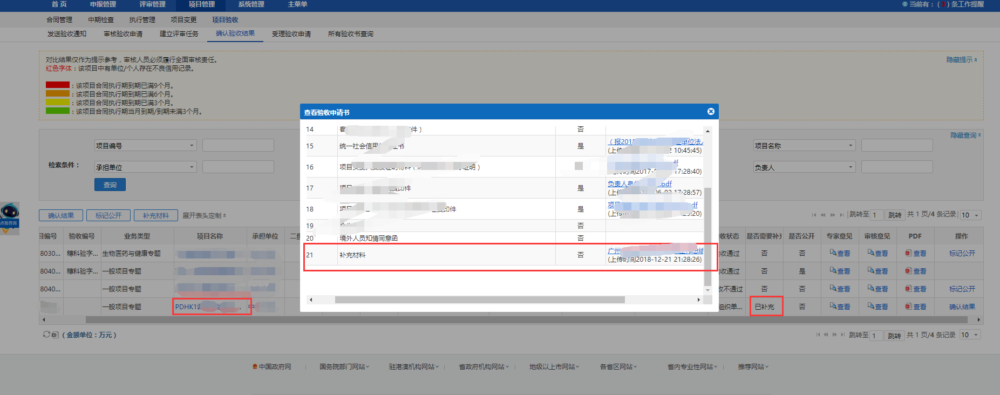 首 页 申报管理 评审管理 项目管理 系统管理 主菜单 当前有：( 3 ) 条工作提醒
合同管理 中期检查 执行管理 项目变更 项目验收
发送验收通知 审核验收申请 建立评审任务 确认验收结果 受理验收申请 所有验收书查询
对比结果仅作为提示参考，审核人员必须履行全面审核责任。 隐藏提示
红色字体：该项目中有单位/个人存在不良信用记录。
：该项目合同执行期到期已满9个月。
：该项目合同执行期到期已满6个月。
：该项目合同执行期到期已满3个月。
：该项目合同执行期当月到期/到期未满3个月。
隐藏查询
检索条件：
项目编号 项目名称
承担单位 负责人
查询
点我咨询
确认结果 标记公开 补充材料 展开表头定制
跳转至 1 跳转 共 1 页/4 条记录 10
目编号 验收编号 业务类型 项目名称 承担单位 二级 收状态 是否需要补充 是否公开 专家意见 审核意见 PDF 操作
8030... 穗科验字... 生物医药与健康专题 收通过 否 否 查看 查看 查看 标记公开
8040... 穗科验字... 一般项目专题 收通过 否 是 查看 查看 查看
8040... 一般项目专题 收不通过 否 否 查看 查看 查看 标记公开
一般项目专题 PDHK1 ... 中 组织单... 已补充 否 查看 查看 查看 确认结果
(金额单位：万元)
跳转至 1 跳转 共 1 页/4 条记录 10
查看验收申请书
14 客 件） 否
15 统一社会信用 证书 是 （报201 单位法人
(上传 2 10:45:45)
16 项目 证明材料（ 证明） 是 df
传时间2017- 17:28:40)
17 项 复印件 是 负责人身份 .pdf
(上传 06-02 17:28:57)
18 项目 复印件 是 项 df
(上传 :29:20)
19 否
20 境外人员知情同意函 否
21 补充材料 否 广州 总结
(上传时间2018-12-21 21:28:26)
中国政府网 国务院部门网站 驻港澳机构网站 省政府机构网站 地级以上市网站 各省区网站 省内专业性网站 推荐网站